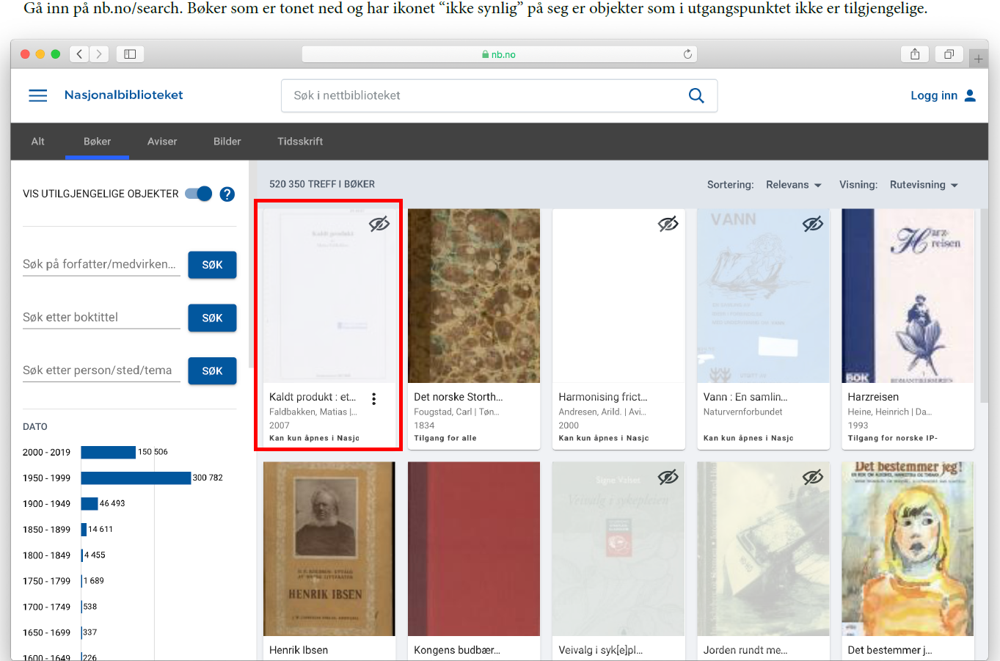 Gå inn på nb.no/search. Bøker som er tonet ned og har ikonet “ikke synlig” på seg er objekter som i utgangspunktet ikke er tilgjengelige.
nb.no
Nasjonalbiblioteket
Søk i nettbiblioteket
Logg inn
Alt Bøker Aviser Bilder Tidsskrift
VIS UTILGJENGELIGE OBJEKTER ?
520 350 TREFF I BØKER
Sortering: Relevans Visning: Rutevisning
Søk på forfatter/medvirken... SØK
Søk etter boktittel SØK
Søk etter person/sted/tema SØK
DATO
2000 - 2019 150 506
1950 - 1999 300 782
1900 - 1949 46 493
1850 - 1899 14 611
1800 - 1849 4 455
1750 - 1799 1 689
1700 - 1749 538
1650 - 1699 337
1600 - 1649 226
Kaldt produkt
Kaldt produkt : et...
Faldbakken, Matias |...
2007
Kan kun åpnes i Nasjo
Det norske Storth...
Fougstad, Carl | Tøn...
1834
Tilgang for alle
Harmonising frict...
Andresen, Arild. | Avi...
2000
Kan kun åpnes i Nasjo
VANN
Vann : En samlin...
Naturvernforbundet
Kan kun åpnes i Nasjo
Harz-
reisen
BOK
Harzreisen
Heine, Heinrich | Da...
1993
Tilgang for norske IP-
HENRIK IBSEN
Henrik Ibsen
Kongens budbær...
Signe Valset
Veivalg i sykepleien
Veivalg i syk[e]pl...
Jorden rundt me...
Det bestemmer jeg!
Det bestemmer j...